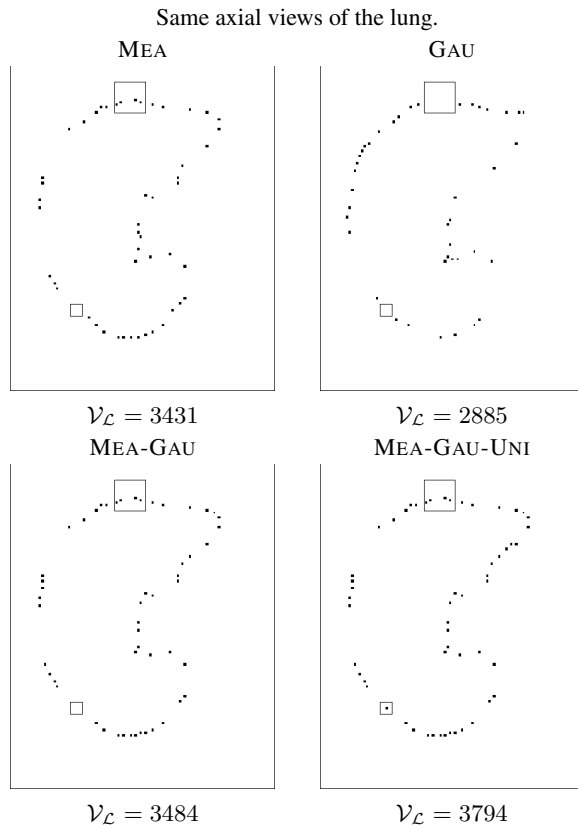 Same axial views of the lung.
MEA GAU
𝒱_ℒ = 3431 𝒱_ℒ = 2885
MEA-GAU MEA-GAU-UNI
𝒱_ℒ = 3484 𝒱_ℒ = 3794